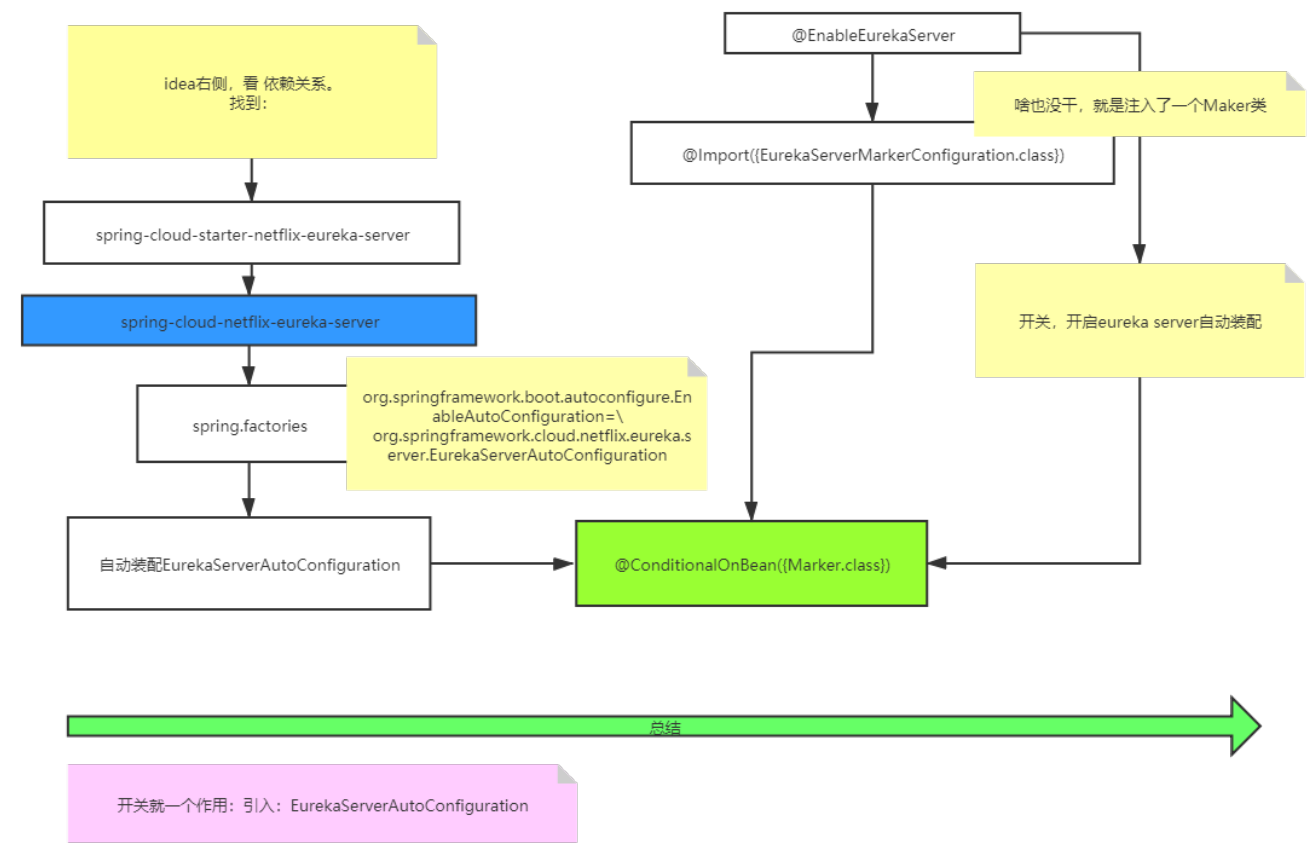 idea右侧，看 依赖关系。
找到：
spring-cloud-starter-netflix-eureka-server
spring-cloud-netflix-eureka-server
spring.factories
org.springframework.boot.autoconfigure.En
ableAutoConfiguration=\
org.springframework.cloud.netflix.eureka.s
erver.EurekaServerAutoConfiguration
自动装配EurekaServerAutoConfiguration
@EnableEurekaServer
啥也没干，就是注入了一个Maker类
@Import({EurekaServerMarkerConfiguration.class})
开关，开启eureka server自动装配
@ConditionalOnBean({Marker.class})
总结
开关就一个作用：引入：EurekaServerAutoConfiguration